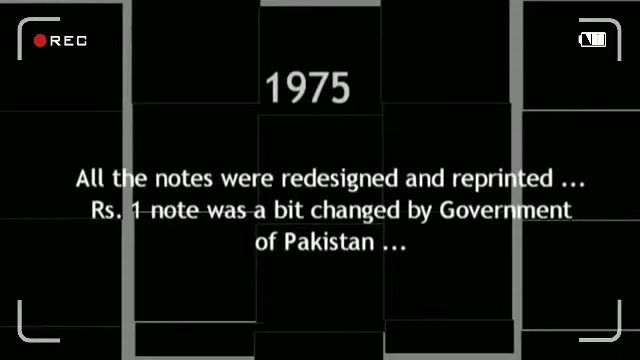 REC
1975
All the notes were redesigned and reprinted ...
Rs. 1 note was a bit changed by Government
of Pakistan ...